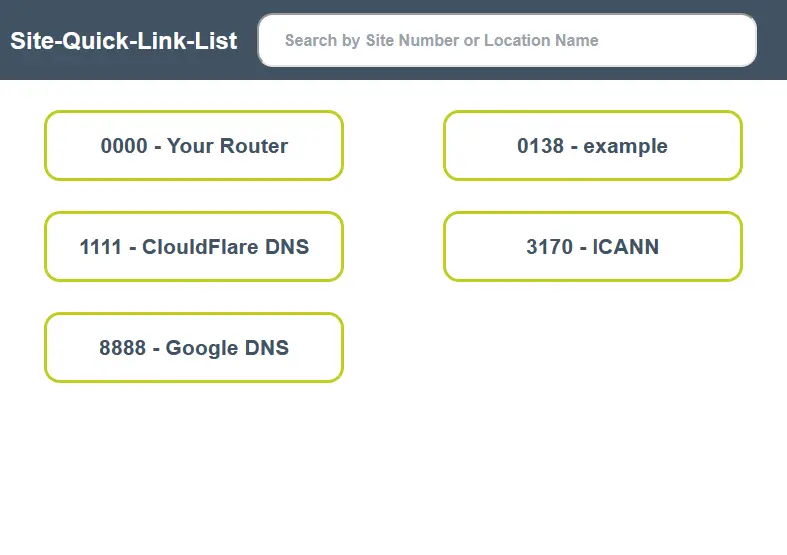 Site-Quick-Link-List
Search by Site Number or Location Name
0000 - Your Router
0138 - example
1111 - ClouldFlare DNS
3170 - ICANN
8888 - Google DNS